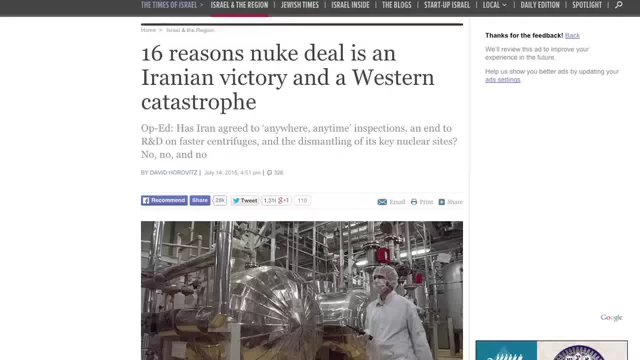 THE TIMES OF ISRAEL > ISRAEL & THE REGION | JEWISH TIMES | ISRAEL INSIDE | THE BLOGS | START-UP ISRAEL | LOCAL | DAILY EDITION | SPOTLIGHT
Home > Israel & the Region
16 reasons nuke deal is an
Iranian victory and a Western
catastrophe
Op-Ed: Has Iran agreed to ‘anywhere, anytime’ inspections, an end to
R&D on faster centrifuges, and the dismantling of its key nuclear sites?
No, no, and no
BY DAVID HOROVITZ | July 14, 2015, 4:51 pm | 328
Recommend Share 28k Tweet 1,31 +1 110
Email Print Share
Thanks for the feedback! Back
We'll review this ad to improve your
experience in the future.
Help us show you better ads by updating your
ads settings.
Google